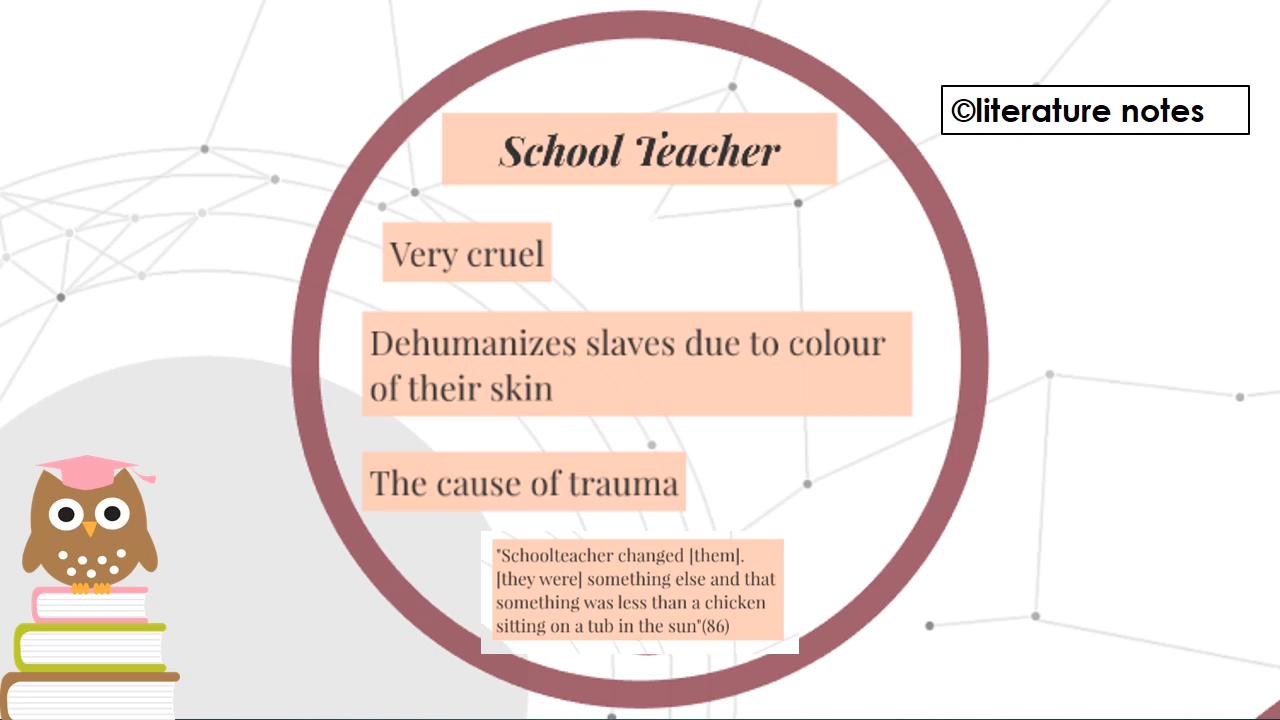 ©literature notes
School Teacher
Very cruel
Dehumanizes slaves due to colour
of their skin
The cause of trauma
"Schoolteacher changed [them].
[they were] something else and that
something was less than a chicken
sitting on a tub in the sun"(86)